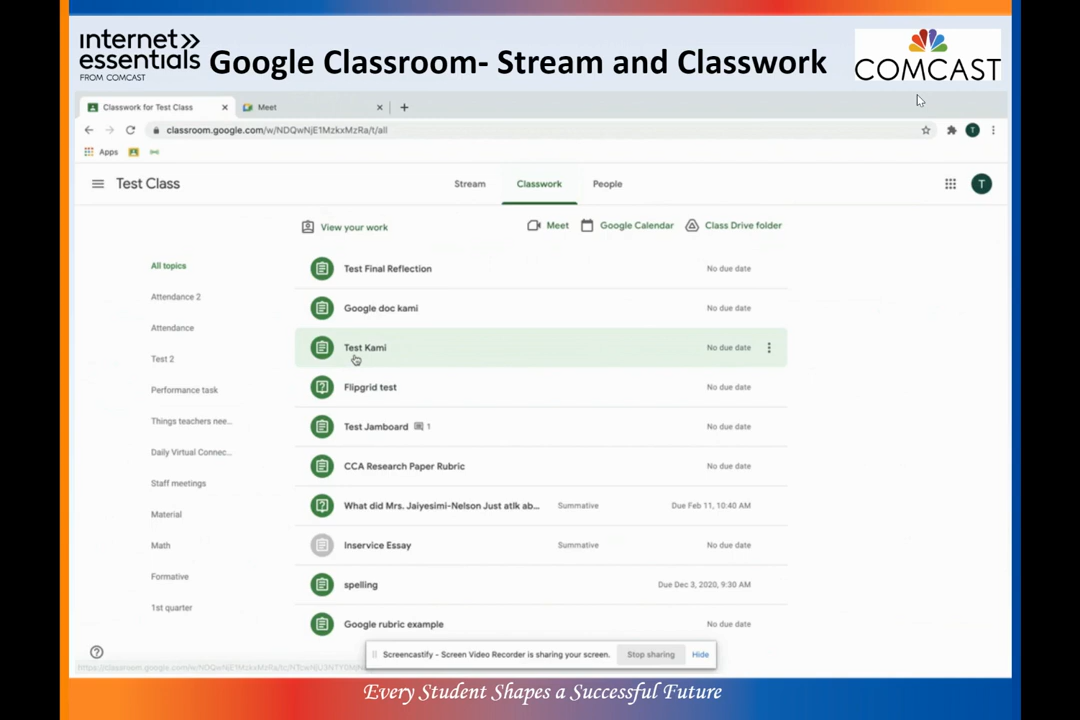 internet
essentials
FROM COMCAST
Google Classroom- Stream and Classwork
COMCAST
Classwork for Test Class
Meet
classroom.google.com/w/NDQwNjE1MzkxMzRa/t/all
Apps
Test Class
Stream
Classwork
People
T
T
View your work
Meet
Google Calendar
Class Drive folder
All topics
Attendance 2
Attendance
Test 2
Performance task
Things teachers nee...
Daily Virtual Connec...
Staff meetings
Material
Math
Formative
1st quarter
Test Final Reflection No due date
Google doc kami No due date
Test Kami No due date
Flipgrid test No due date
Test Jamboard 1 No due date
CCA Research Paper Rubric No due date
What did Mrs. Jaiyesimi-Nelson Just atlk ab... Summative Due Feb 11, 10:40 AM
Inservice Essay Summative No due date
spelling Due Dec 3, 2020, 9:30 AM
Google rubric example No due date
Screencastify - Screen Video Recorder is sharing your screen. Stop sharing Hide
Every Student Shapes a Successful Future